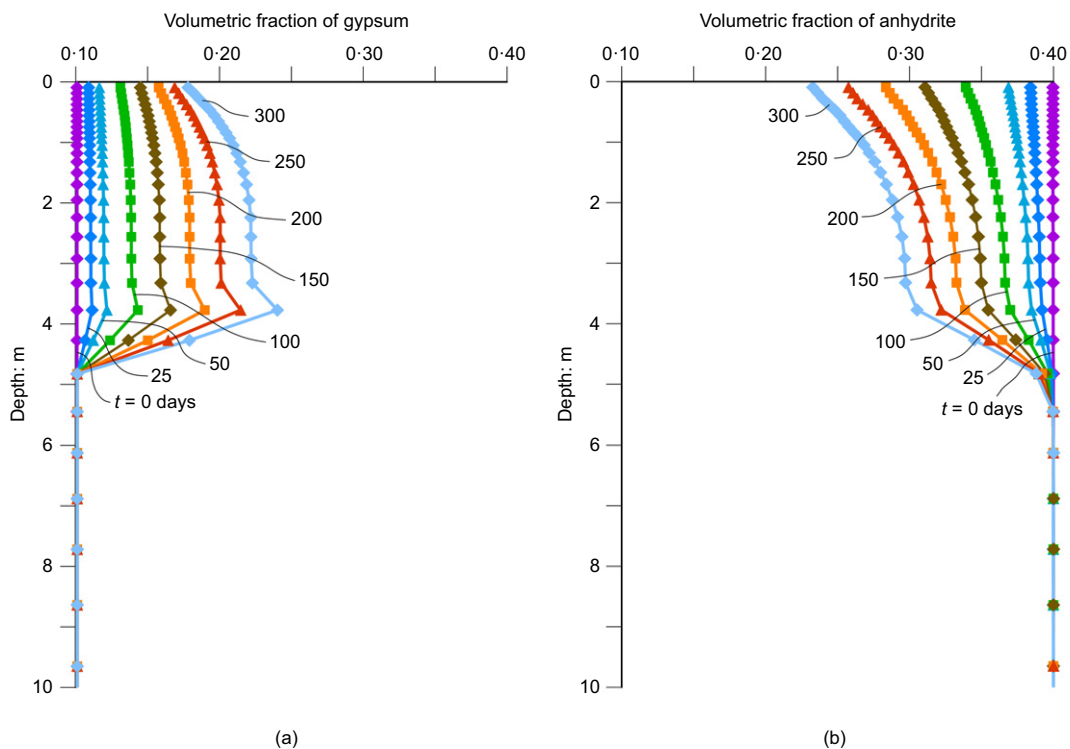 Volumetric fraction of gypsum
0·10 0·20 0·30 0·40
0
2
4
6
8
10
Depth: m
300
250
200
150
100
50
25
t = 0 days
(a)
Volumetric fraction of anhydrite
0·10 0·20 0·30 0·40
0
2
4
6
8
10
Depth: m
300
250
200
150
100
50
25
t = 0 days
(b)